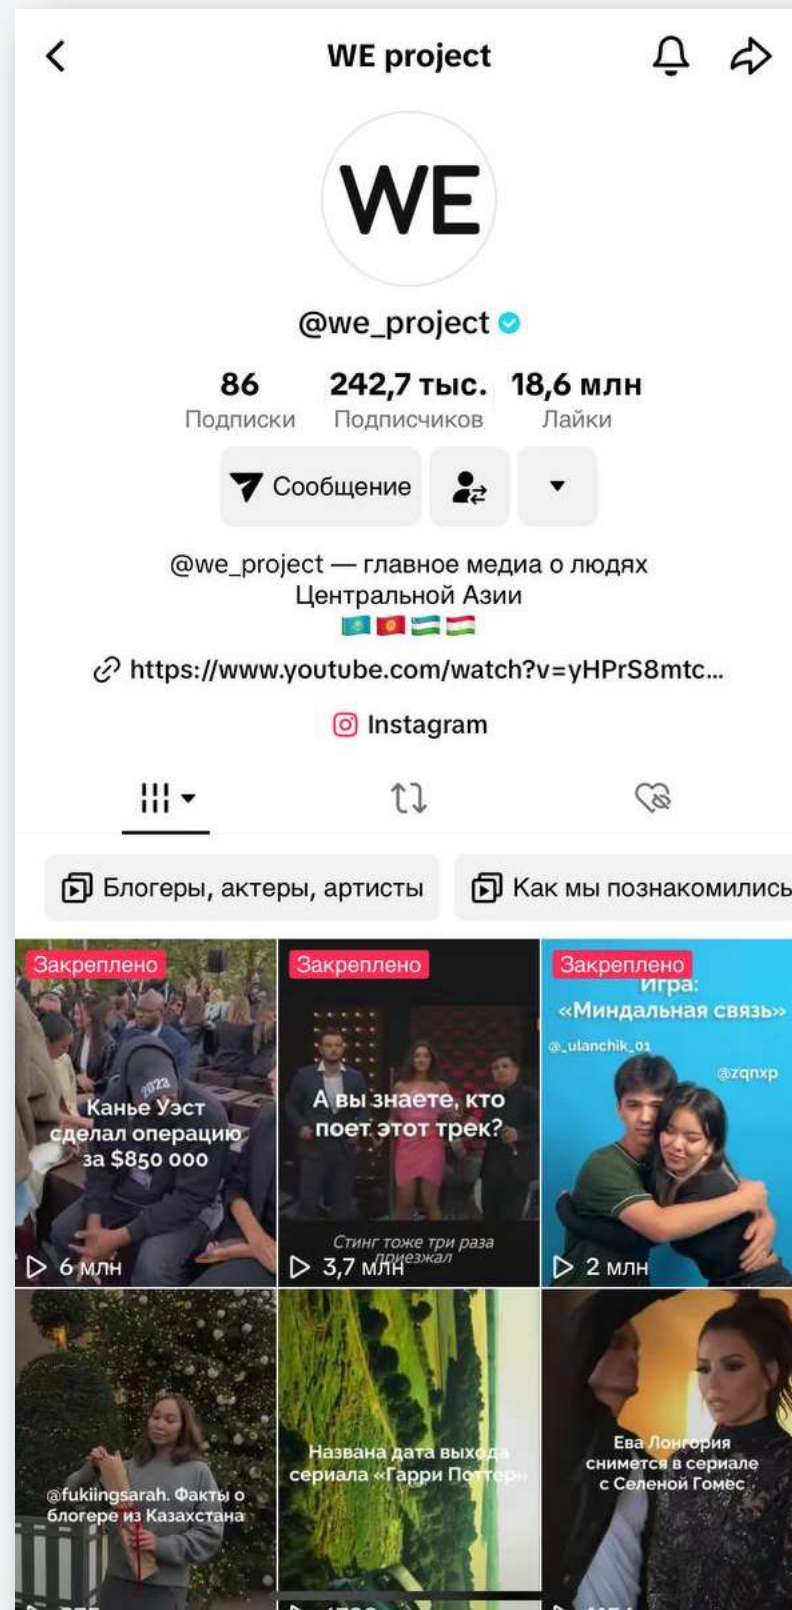 WE project
WE
@we_project
86
242,7 тыс.
18,6 млн
Подписки
Подписчиков
Лайки
Сообщение
@we_project — главное медиа о людях
Центральной Азии
https://www.youtube.com/watch?v=yHPrS8mtc...
Instagram
Блогеры, актеры, артисты
Как мы познакомились
Закреплено
2023
Канье Уэст
сделал операцию
за $850 000
6 млн
Закреплено
А вы знаете, кто
поет этот трек?
Стинг тоже три раза
приезжал
3,7 млн
Закреплено
Игра:
«Миндальная связь»
@_ulanchik_01
@zqnxp
2 млн
@fukiingsarah. Факты о
блогере из Казахстана
Названа дата выхода
сериала «Гарри Поттер»
Ева Лонгория
снимется в сериале
с Селеной Гомес